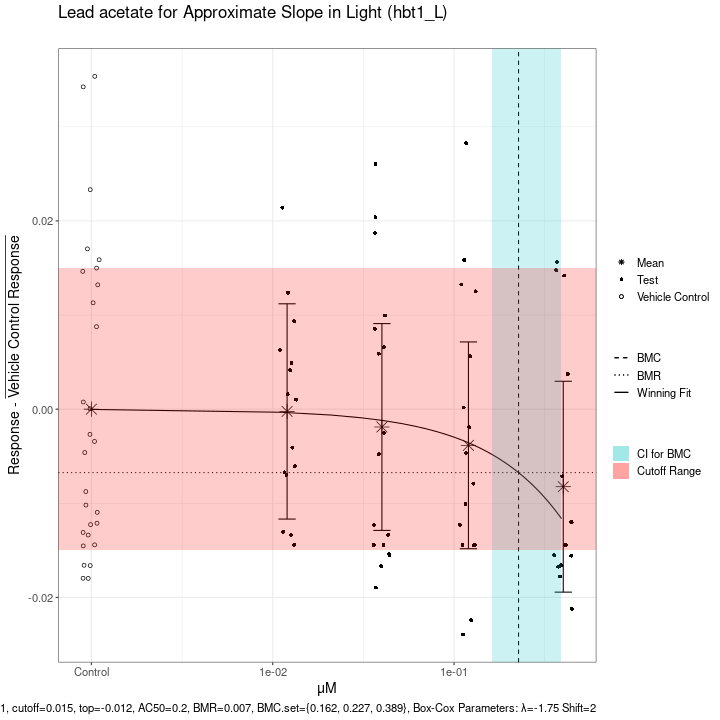 Lead acetate for Approximate Slope in Light (hbt1_L)
Response - Vehicle Control Response
0.02
0.00
-0.02
Control
1e-02
1e-01
μM
Mean
Test
Vehicle Control
BMC
BMR
Winning Fit
CI for BMC
Cutoff Range
1, cutoff=0.015, top=-0.012, AC50=0.2, BMR=0.007, BMC.set={0.162, 0.227, 0.389}, Box-Cox Parameters: λ=-1.75 Shift=2